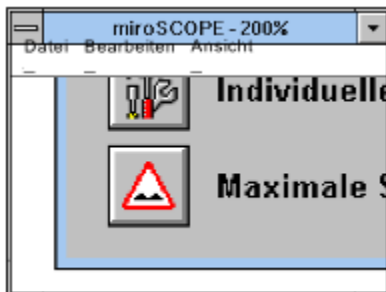 miroSCOPE - 200%
Datei Bearbeiten Ansicht
Individuelle
Maximale S